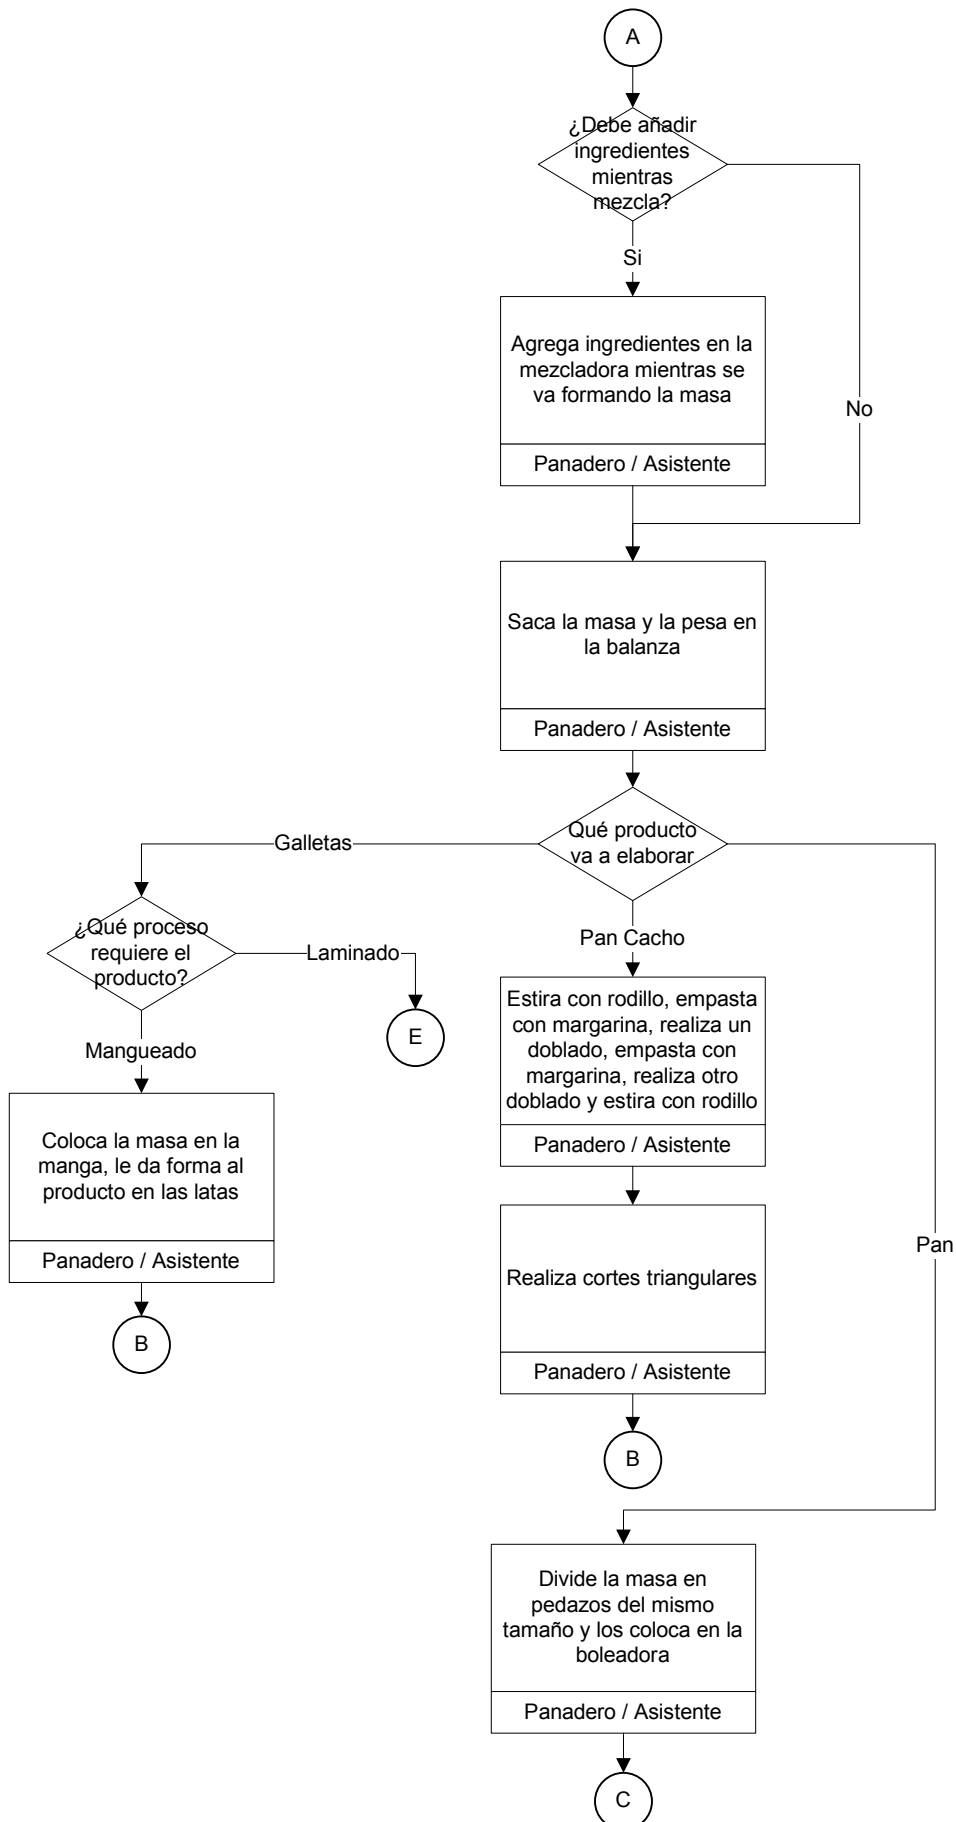 A
¿Debe añadir
ingredientes
mientras
mezcla?
Si
Agrega ingredientes en la
mezcladora mientras se
va formando la masa
No
Panadero / Asistente
Saca la masa y la pesa en
la balanza
Panadero / Asistente
Qué producto
va a elaborar
Galletas
¿Qué proceso
requiere el
producto?
Laminado
E
Mangueado
Coloca la masa en la
manga, le da forma al
producto en las latas
Panadero / Asistente
B
Pan Cacho
Estira con rodillo, empasta
con margarina, realiza un
doblado, empasta con
margarina, realiza otro
doblado y estira con rodillo
Panadero / Asistente
Realiza cortes triangulares
Panadero / Asistente
B
Pan
Divide la masa en
pedazos del mismo
tamaño y los coloca en la
boleadora
Panadero / Asistente
C